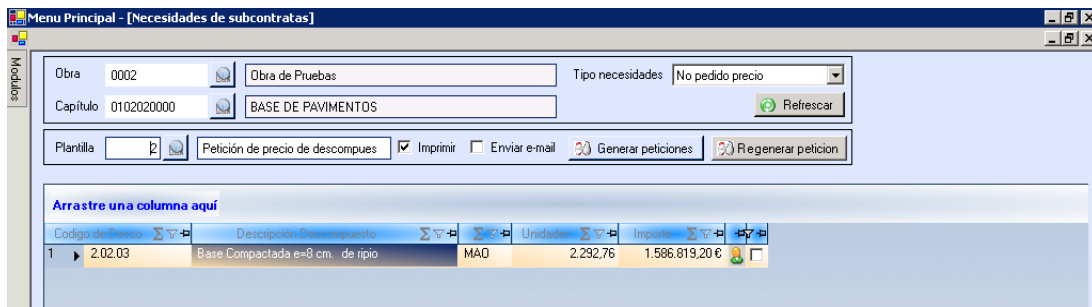 Menu Principal - [Necesidades de subcontratas]
Modulos
Obra 0002 Obra de Pruebas Tipo necesidades No pedido precio
Capítulo 0102020000 BASE DE PAVIMENTOS Refrescar
Plantilla 2 Petición de precio de descompues Imprimir Enviar e-mail Generar peticiones Regenerar peticion
Arrastre una columna aquí
Codigo de Desco Descripción Descompuesto Unidades Importe
1 2.02.03 Base Compactada e=8 cm. de ripio MAO 2.292,76 1.586.819,20 €